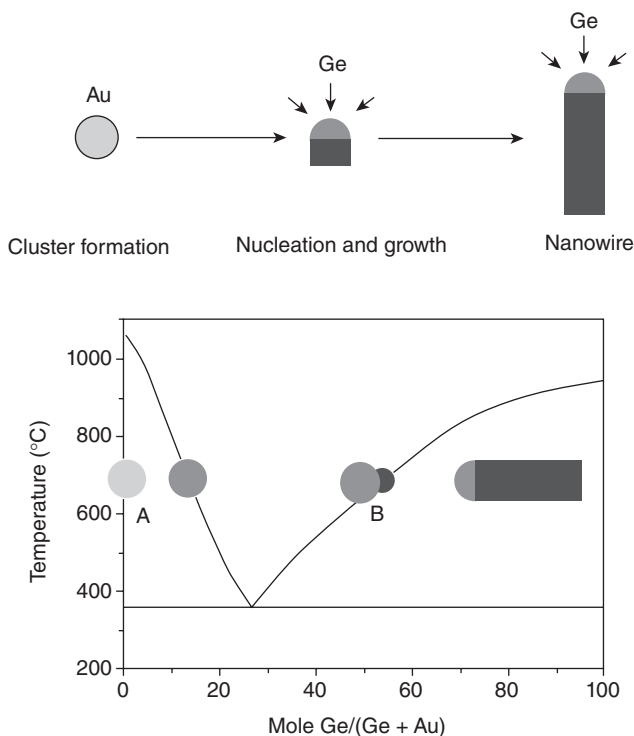 Ge
Ge
Au
Cluster formation
Nucleation and growth
Nanowire
1000
800
600
400
200
Temperature (°C)
A
B
0
20
40
60
80
100
Mole Ge/(Ge + Au)